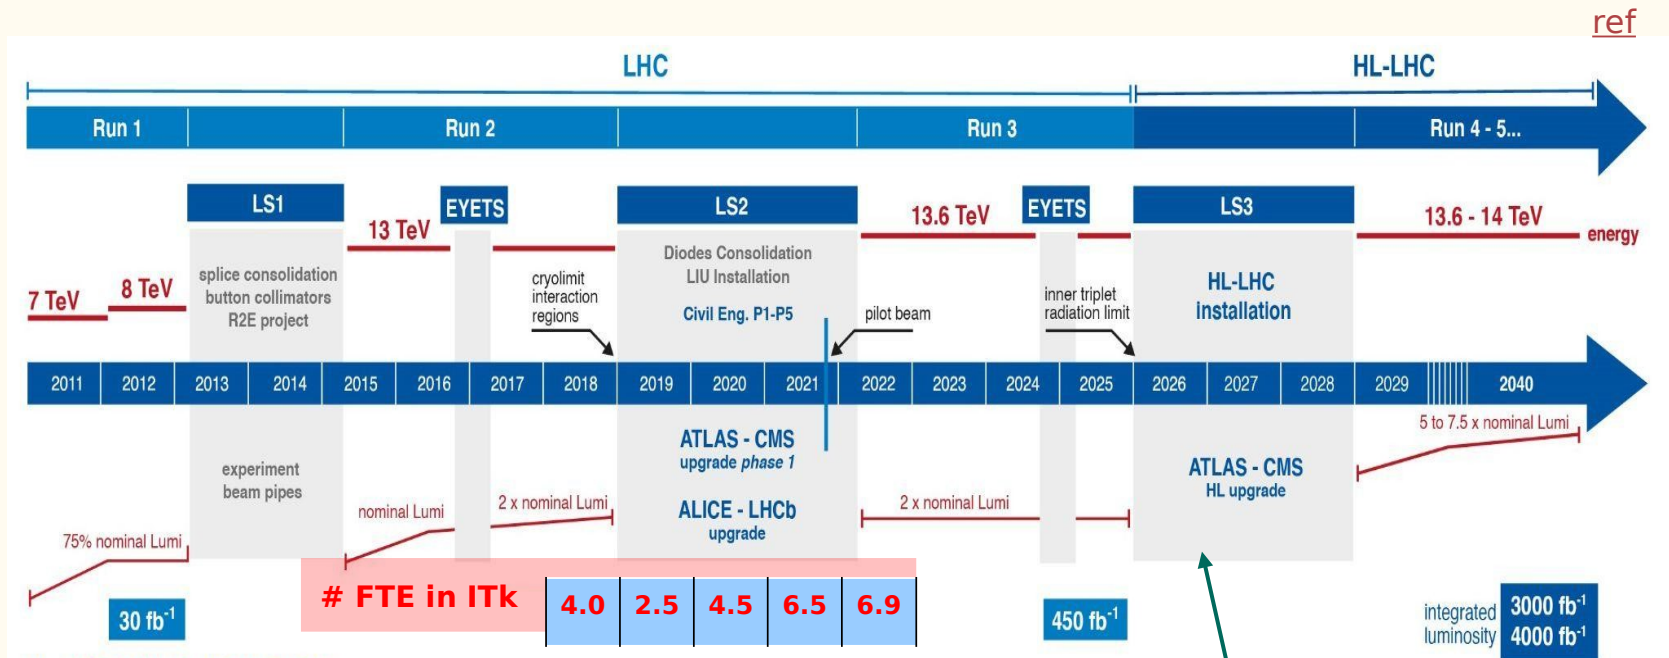 ref
LHC
HL-LHC
Run 1
Run 2
Run 3
Run 4 - 5...
LS1
EYETS
LS2
EYETS
LS3
13 TeV
13.6 TeV
13.6 - 14 TeV
energy
7 TeV
8 TeV
splice consolidation
button collimators
R2E project
cryolimit
interaction
regions
Diodes Consolidation
LIU Installation
Civil Eng. P1-P5
pilot beam
inner triplet
radiation limit
HL-LHC
installation
2011
2012
2013
2014
2015
2016
2017
2018
2019
2020
2021
2022
2023
2024
2025
2026
2027
2028
2029
2040
5 to 7.5 x nominal Lumi
experiment
beam pipes
ATLAS - CMS
upgrade phase 1
ALICE - LHCb
upgrade
ATLAS - CMS
HL upgrade
75% nominal Lumi
nominal Lumi
2 x nominal Lumi
2 x nominal Lumi
# FTE in ITk
4.0
2.5
4.5
6.5
6.9
30 fb⁻¹
450 fb⁻¹
integrated
luminosity
3000 fb⁻¹
4000 fb⁻¹